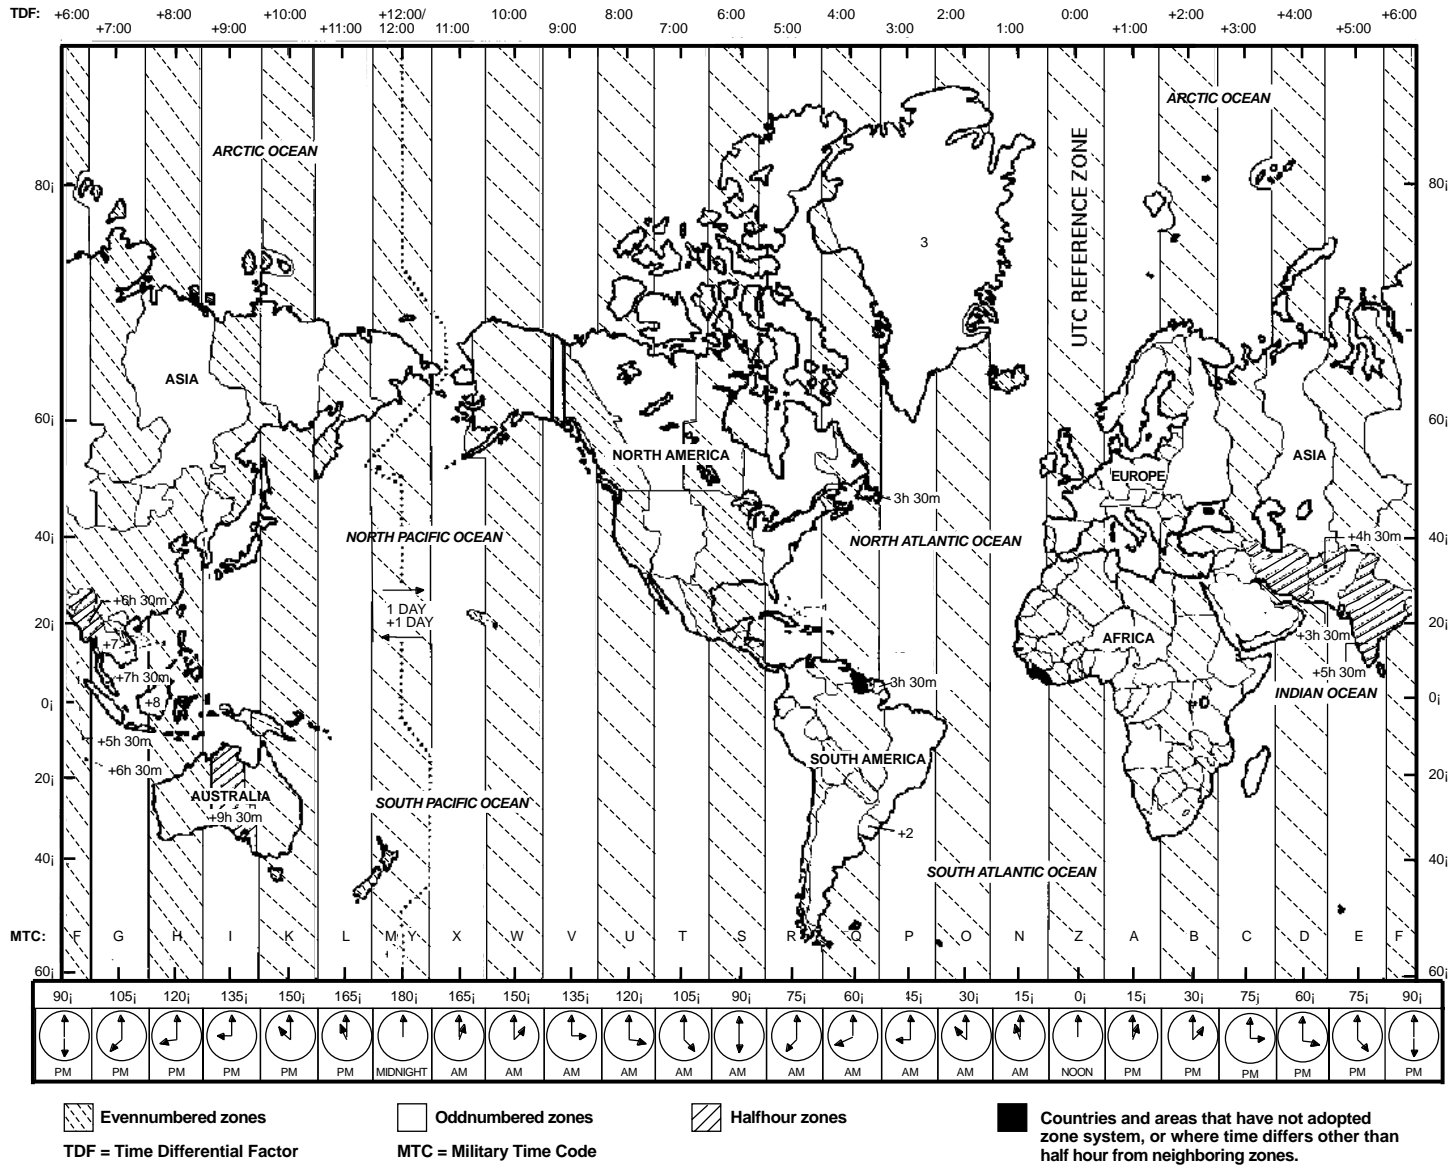 TDF: +6:00 +8:00 +10:00 +12:00/ 10:00 8:00 6:00 4:00 2:00 0:00 +2:00 +4:00 +6:00
+7:00 +9:00 +11:00 12:00 11:00 9:00 7:00 5:00 3:00 1:00 +1:00 +3:00 +5:00
ARCTIC OCEAN
ARCTIC OCEAN
UTC REFERENCE ZONE
80¡ 80¡
3
ASIA
60¡ 60¡
NORTH AMERICA
ASIA
EUROPE
3h 30m
40¡ 40¡
NORTH PACIFIC OCEAN
NORTH ATLANTIC OCEAN
+4h 30m
+6h 30m
1 DAY
+1 DAY
20¡ 20¡
+7
AFRICA
+3h 30m
+7h 30m
+5h 30m
3h 30m
0¡ 0¡
+8
INDIAN OCEAN
+5h 30m
+6h 30m
SOUTH AMERICA
20¡ 20¡
AUSTRALIA
+9h 30m
SOUTH PACIFIC OCEAN
+2
40¡ 40¡
SOUTH ATLANTIC OCEAN
MTC: F G H I K L M Y X W V U T S R Q P O N Z A B C D E F
60¡ 60¡
90¡ 105¡ 120¡ 135¡ 150¡ 165¡ 180¡ 165¡ 150¡ 135¡ 120¡ 105¡ 90¡ 75¡ 60¡ 45¡ 30¡ 15¡ 0¡ 15¡ 30¡ 75¡ 60¡ 75¡ 90¡
PM PM PM PM PM PM MIDNIGHT AM AM AM AM AM AM AM AM AM AM AM NOON PM PM PM PM PM PM
Evennumbered zones
Oddnumbered zones
Halfhour zones
Countries and areas that have not adopted
zone system, or where time differs other than
half hour from neighboring zones.
TDF = Time Differential Factor
MTC = Military Time Code